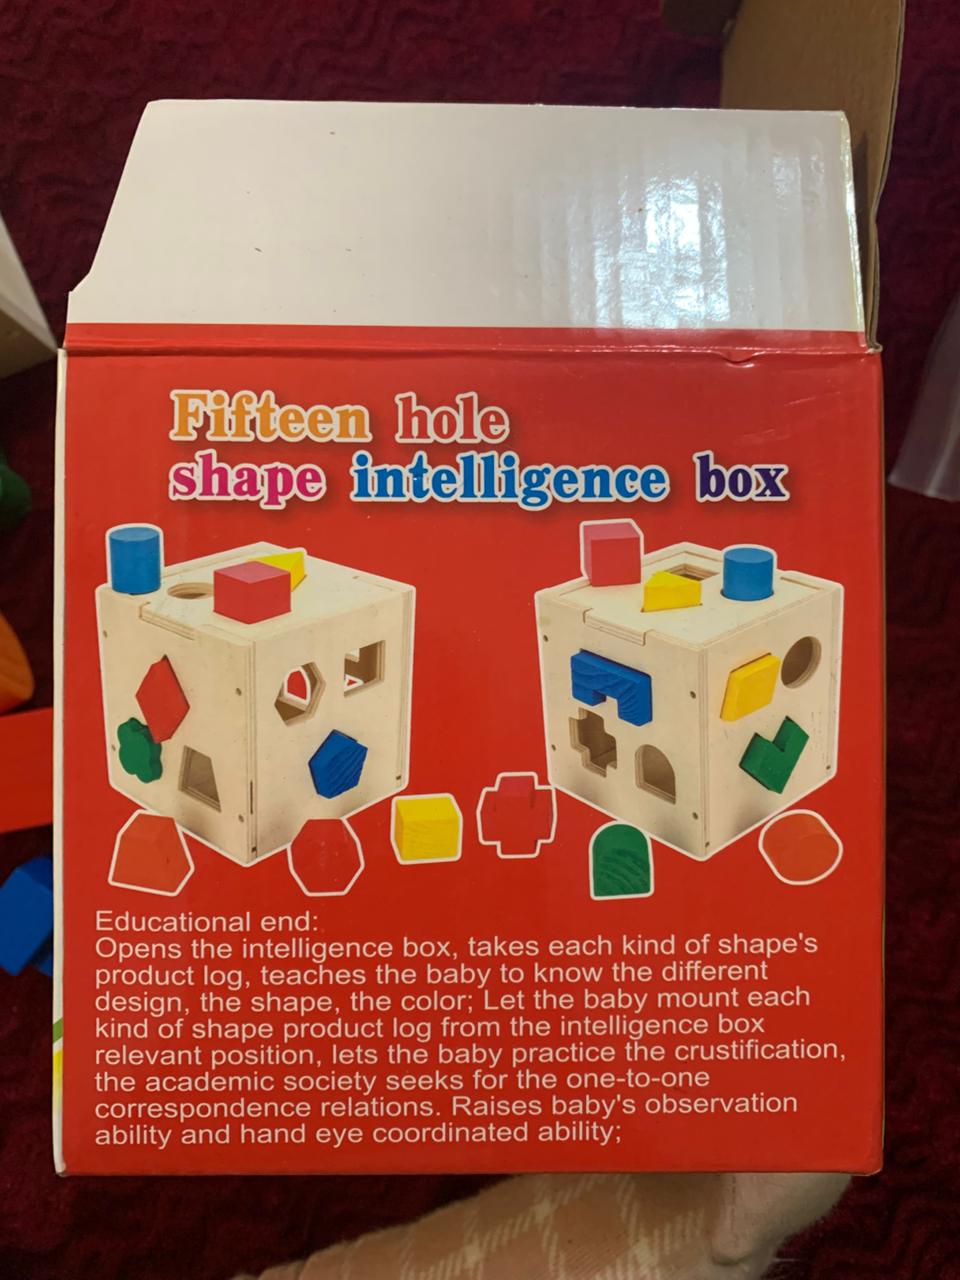 Fifteen hole
shape intelligence box
Educational end:
Opens the intelligence box, takes each kind of shape's
product log, teaches the baby to know the different
design, the shape, the color; Let the baby mount each
kind of shape product log from the intelligence box
relevant position, lets the baby practice the crustification,
the academic society seeks for the one-to-one
correspondence relations. Raises baby's observation
ability and hand eye coordinated ability;